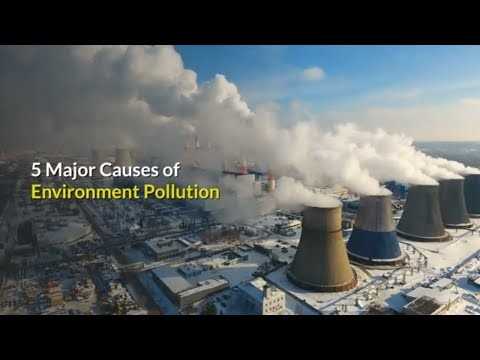 5 Major Causes of
Environment Pollution